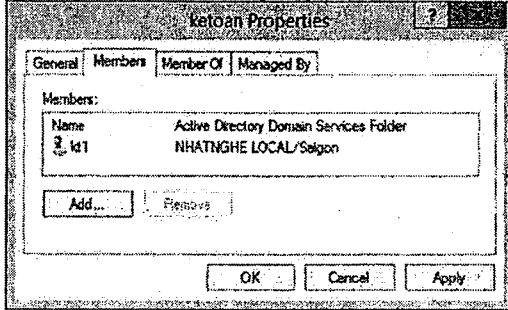 ketoan Properties
?
General Members Member Of Managed By
Members:
Name Active Directory Domain Services Folder
kt1 NHATNGHE LOCAL/Saigon
Add... Remove
OK Cancel Apply